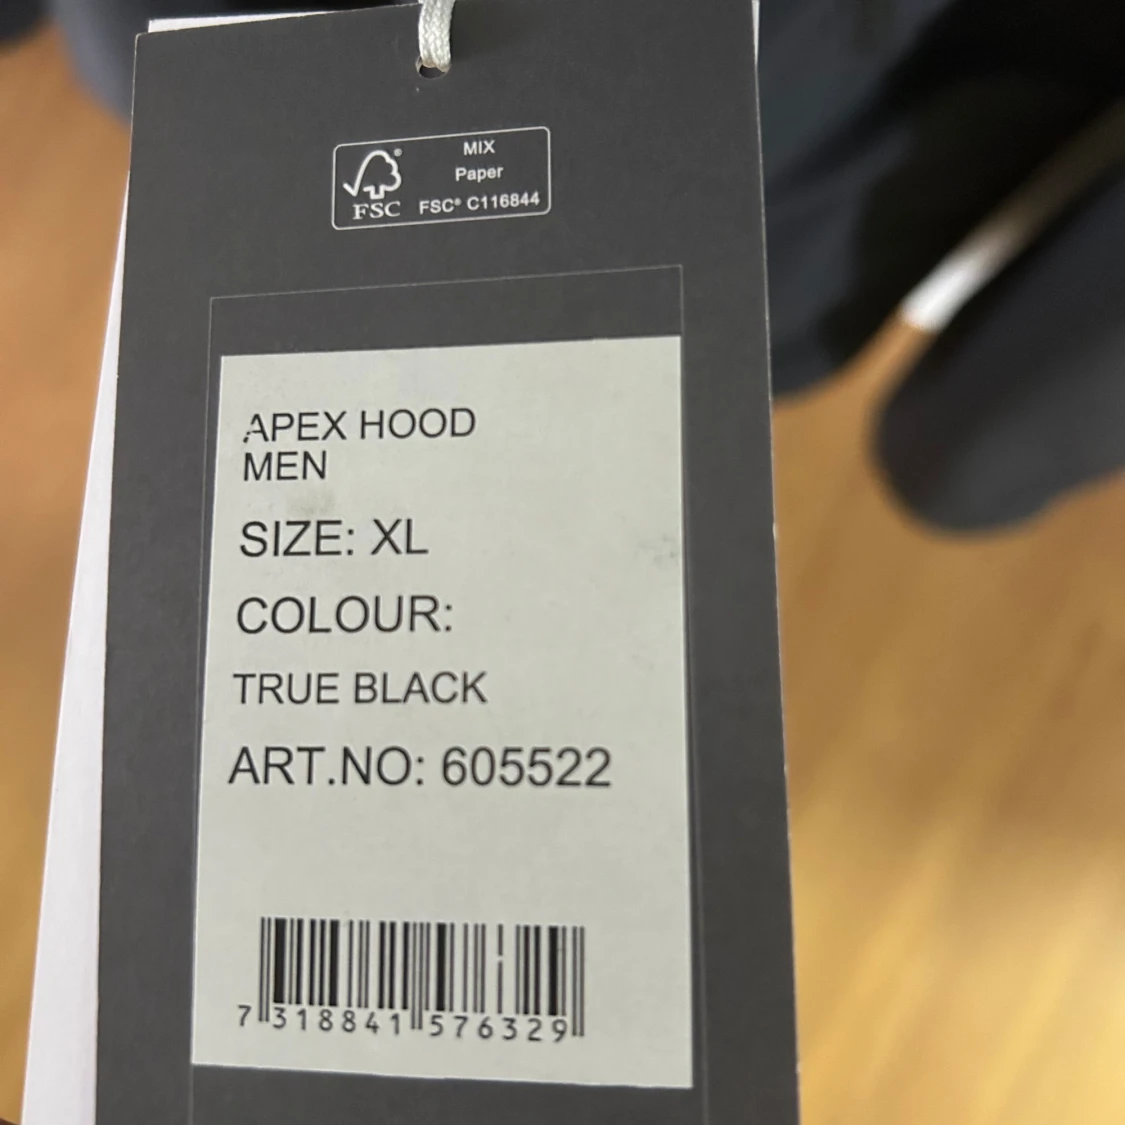 MIX
Paper
FSC® C116844
FSC
APEX HOOD
MEN
SIZE: XL
COLOUR:
TRUE BLACK
ART.NO: 605522
7 318841 576329